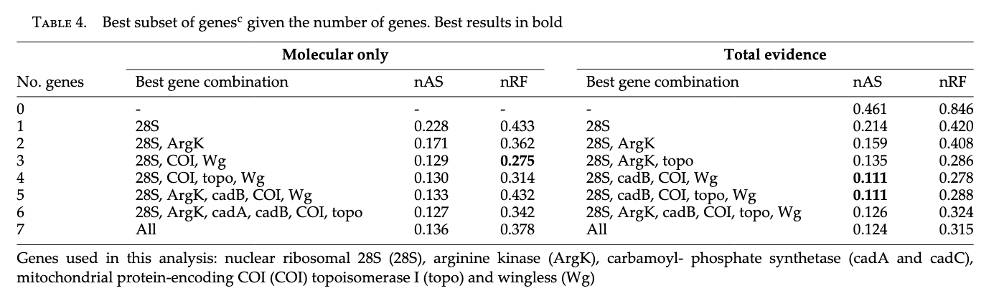 TABLE 4. Best subset of genesᶜ given the number of genes. Best results in bold
Molecular only Total evidence
No. genes Best gene combination nAS nRF Best gene combination nAS nRF
0 - - - - 0.461 0.846
1 28S 0.228 0.433 28S 0.214 0.420
2 28S, ArgK 0.171 0.362 28S, ArgK 0.159 0.408
3 28S, COI, Wg 0.129 0.275 28S, ArgK, topo 0.135 0.286
4 28S, COI, topo, Wg 0.130 0.314 28S, cadB, COI, Wg 0.111 0.278
5 28S, ArgK, cadB, COI, Wg 0.133 0.432 28S, cadB, COI, topo, Wg 0.111 0.288
6 28S, ArgK, cadA, cadB, COI, topo 0.127 0.342 28S, ArgK, cadB, COI, topo, Wg 0.126 0.324
7 All 0.136 0.378 All 0.124 0.315
Genes used in this analysis: nuclear ribosomal 28S (28S), arginine kinase (ArgK), carbamoyl- phosphate synthetase (cadA and cadC),
mitochondrial protein-encoding COI (COI) topoisomerase I (topo) and wingless (Wg)